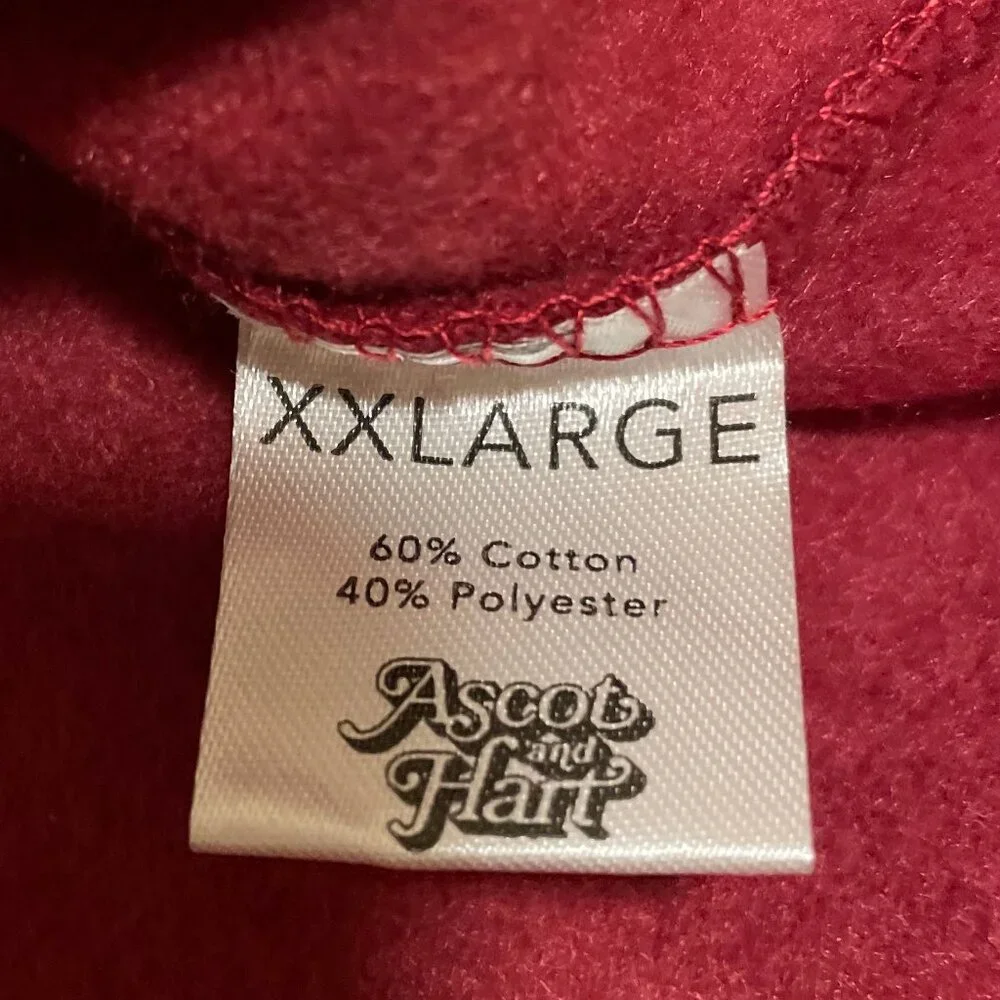 XXLARGE
60% Cotton
40% Polyester
Ascot
and
Hart